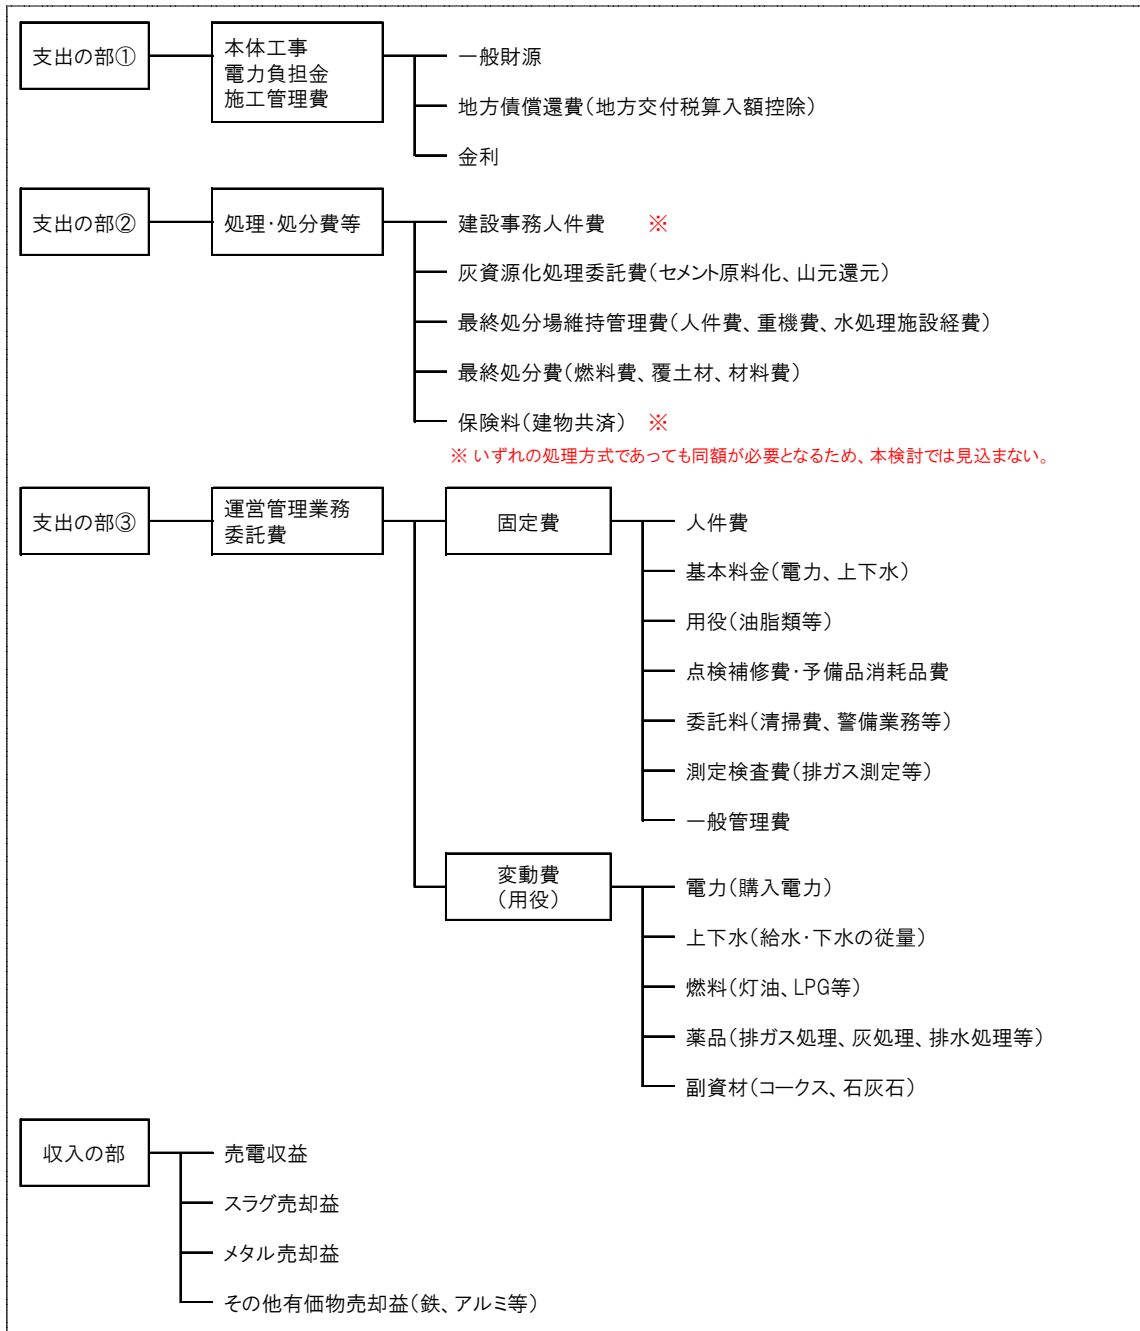 支出の部①
本体工事
電力負担金
施工管理費
一般財源
地方債償還費(地方交付税算入額控除)
金利
支出の部②
処理・処分費等
建設事務人件費 ※
灰資源化処理委託費(セメント原料化、山元還元)
最終処分場維持管理費(人件費、重機費、水処理施設経費)
最終処分費(燃料費、覆土材、材料費)
保険料(建物共済) ※
※ いずれの処理方式であっても同額が必要となるため、本検討では見込まない。
支出の部③
運営管理業務
委託費
固定費
人件費
基本料金(電力、上下水)
用役(油脂類等)
点検補修費・予備品消耗品費
委託料(清掃費、警備業務等)
測定検査費(排ガス測定等)
一般管理費
変動費
(用役)
電力(購入電力)
上下水(給水・下水の従量)
燃料(灯油、LPG等)
薬品(排ガス処理、灰処理、排水処理等)
副資材(コークス、石灰石)
収入の部
売電収益
スラグ売却益
メタル売却益
その他有価物売却益(鉄、アルミ等)